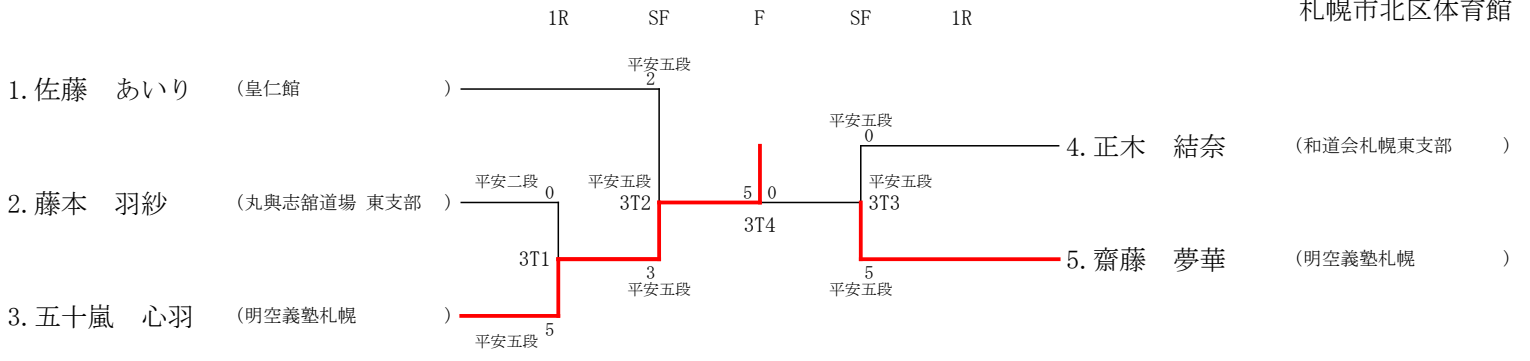 札幌市北区体育館
1R SF F SF 1R
平安五段
2
1.佐藤 あいり (皇仁館 )
平安五段
0
4.正木 結奈 (和道会札幌東支部 )
平安二段 0 平安五段 5 0 平安五段
2.藤本 羽紗 (丸與志舘道場 東支部 ) 3T2 3T3
3T4
3T1 5.齋藤 夢華 (明空義塾札幌 )
3 5
平安五段 平安五段
3.五十嵐 心羽 (明空義塾札幌 )
平安五段 5